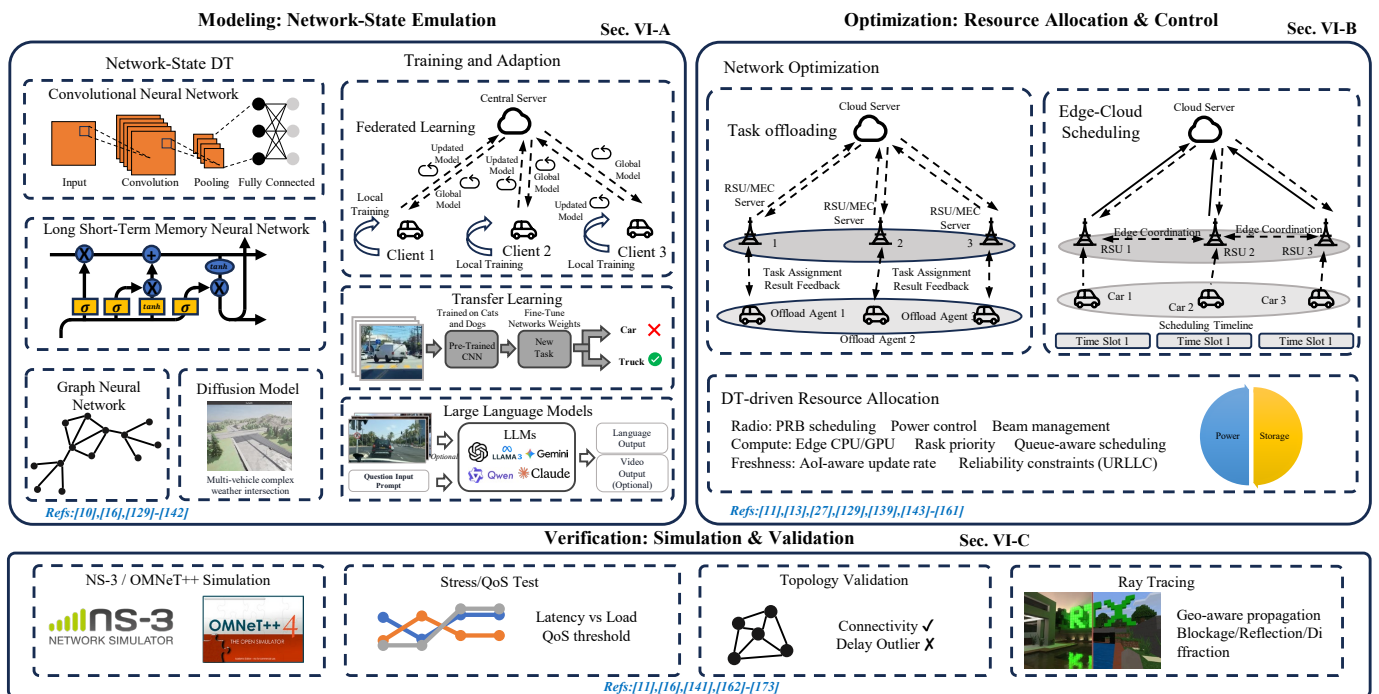 Modeling: Network-State Emulation
Sec. VI-A
Network-State DT
Convolutional Neural Network
Input
Convolution
Pooling
Fully Connected
Long Short-Term Memory Neural Network
X
+
tanh
X
X
σ
σ
tanh
σ
Graph Neural
Network
Diffusion Model
Multi-vehicle complex
weather intersection
Training and Adaption
Central Server
Federated Learning
Updated
Model
Updated
Model
Global
Model
Global
Model
Global
Model
Updated
Model
Local
Training
Client 1
Client 2
Client 3
Local Training
Local Training
Transfer Learning
Trained on Cats
and Dogs
Fine-Tune
Networks Weights
Pre-Trained
CNN
New
Task
Car
Truck
Large Language Models
Optional
LLMs
Meta
LLAMA 3
Gemini
Qwen
Claude
Question Input
Prompt
Language
Output
Video
Output
(Optional)
Refs:[10],[16],[129]-[142]
Optimization: Resource Allocation & Control
Sec. VI-B
Network Optimization
Cloud Server
Task offloading
RSU/MEC
Server
RSU/MEC
Server
RSU/MEC
Server
1
2
3
Task Assignment
Result Feedback
Task Assignment
Result Feedback
Offload Agent 1
Offload Agent 3
Offload Agent 2
Edge-Cloud
Scheduling
Cloud Server
Edge Coordination
Edge Coordination
RSU 1
RSU 2
RSU 3
Car 1
Car 2
Car 3
Scheduling Timeline
Time Slot 1
Time Slot 1
Time Slot 1
DT-driven Resource Allocation
Radio: PRB scheduling Power control Beam management
Compute: Edge CPU/GPU Rask priority Queue-aware scheduling
Freshness: AoI-aware update rate Reliability constraints (URLLC)
Power
Storage
Refs:[11],[13],[27],[129],[139],[143]-[161]
Verification: Simulation & Validation
Sec. VI-C
NS-3 / OMNeT++ Simulation
NS-3
NETWORK SIMULATOR
OMNeT++ 4
THE OPEN SIMULATOR
Stress/QoS Test
Latency vs Load
QoS threshold
Topology Validation
Connectivity ✓
Delay Outlier ✗
Ray Tracing
RTX
Geo-aware propagation
Blockage/Reflection/Di
ffraction
Refs:[11],[16],[141],[162]-[173]